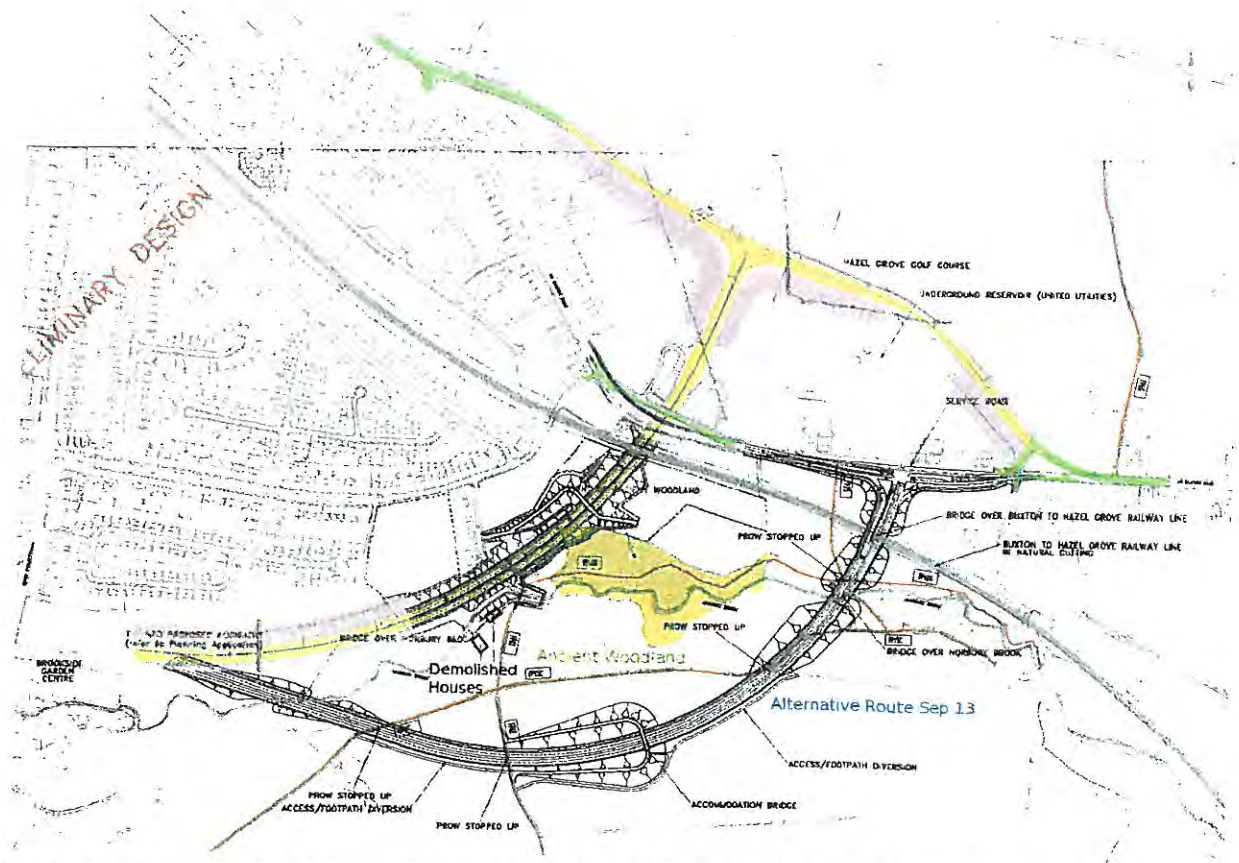 LIMINARY DESIGN
HAZEL GROVE GOLF COURSE
UNDERGROUND RESERVOIR (UNITED UTILITIES)
SERVICE ROAD
WOODLAND
BRIDGE OVER BUXTON TO HAZEL GROVE RAILWAY LINE
PROW STOPPED UP
BUXTON TO HAZEL GROVE RAILWAY LINE
IN NATURAL CUTTING
PROW STOPPED UP
BRIDGE OVER NORBURY BROOK
(refer to Planning Application)
BRIDGE OVER NORBURY
BROOKSIDE
GARDEN
CENTRE
Ancient Woodland
Demolished
Houses
Alternative Route Sep 13
ACCESS/FOOTPATH DIVERSION
PROW STOPPED UP
ACCESS/FOOTPATH DIVERSION
ACCOMMODATION BRIDGE
PROW STOPPED UP